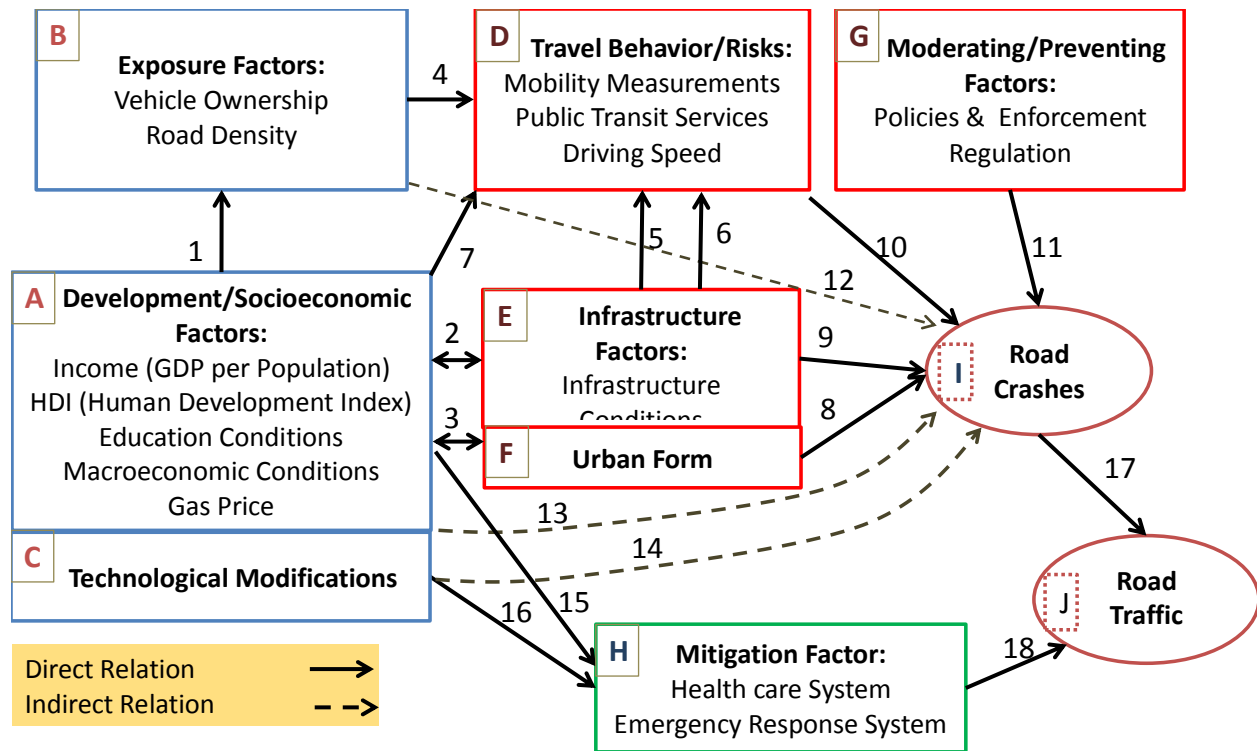 B
Exposure Factors:
Vehicle Ownership
Road Density
4
D
Travel Behavior/Risks:
Mobility Measurements
Public Transit Services
Driving Speed
G
Moderating/Preventing
Factors:
Policies & Enforcement
Regulation
1
7
5
6
10
11
12
A
Development/Socioeconomic
Factors:
Income (GDP per Population)
HDI (Human Development Index)
Education Conditions
Macroeconomic Conditions
Gas Price
2
3
E
Infrastructure
Factors:
Infrastructure
Conditions
F
Urban Form
9
8
I
Road
Crashes
13
14
17
C
Technological Modifications
16
15
J
Road
Traffic
H
Mitigation Factor:
Health care System
Emergency Response System
18
Direct Relation
Indirect Relation